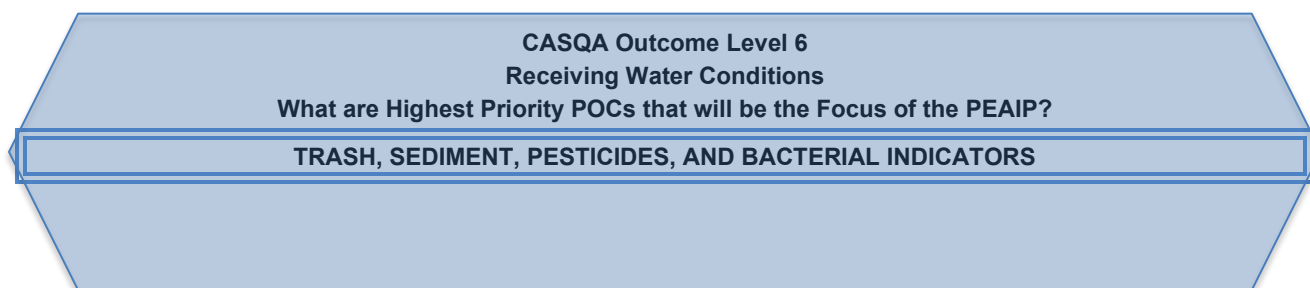 CASQA Outcome Level 6
Receiving Water Conditions
What are Highest Priority POCs that will be the Focus of the PEAIP?
TRASH, SEDIMENT, PESTICIDES, AND BACTERIAL INDICATORS